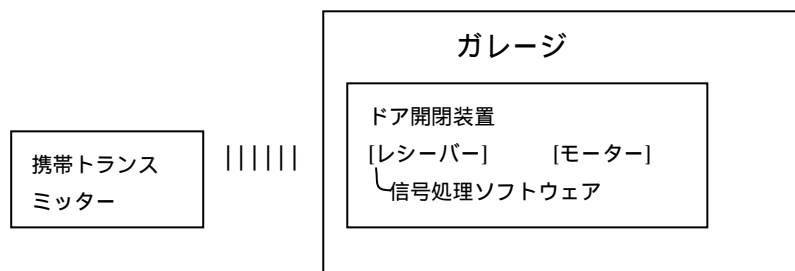 ガレージ
ドア開閉装置
[レシーバー] [モーター]
信号処理ソフトウェア
携帯トランス
ミッター